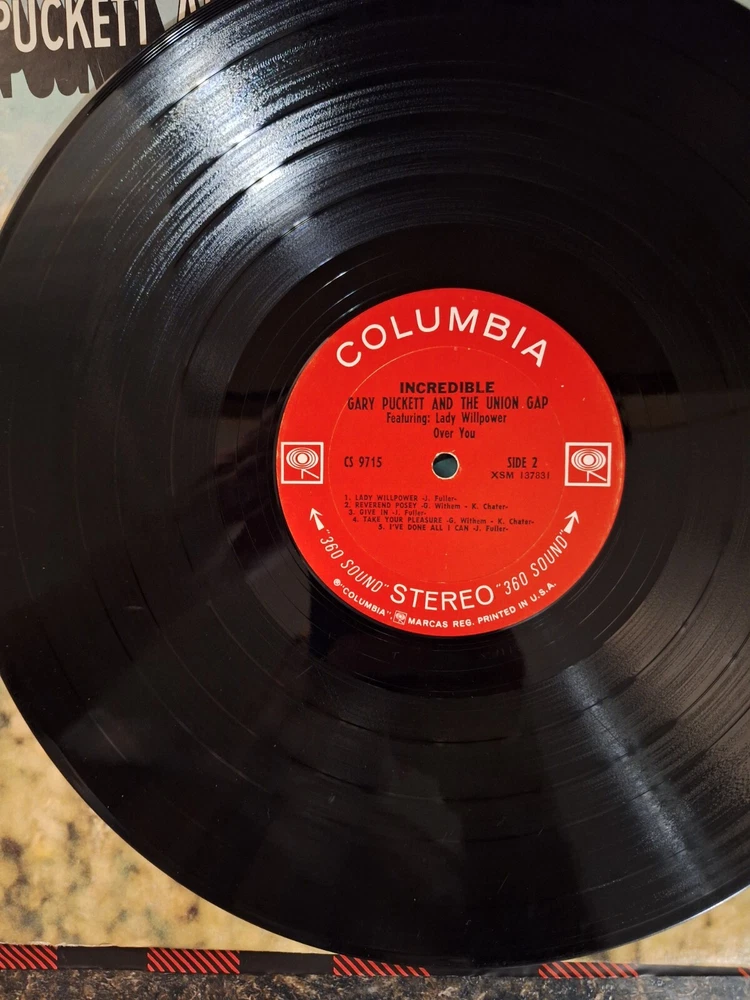 PUCKETT
COLUMBIA
INCREDIBLE
GARY PUCKETT AND THE UNION GAP
Featuring: Lady Willpower
Over You
CS 9715
SIDE 2
XSM 137831
1. LADY WILLPOWER -J. Fuller-
2. REVEREND POSEY -G. Withem - K. Chater-
3. GIVE IN -J. Fuller-
4. TAKE YOUR PLEASURE -G. Withem - K. Chater-
5. I'VE DONE ALL I CAN -J. Fuller-
"360 SOUND" STEREO "360 SOUND"
® "COLUMBIA", MARCAS REG. PRINTED IN U.S.A.